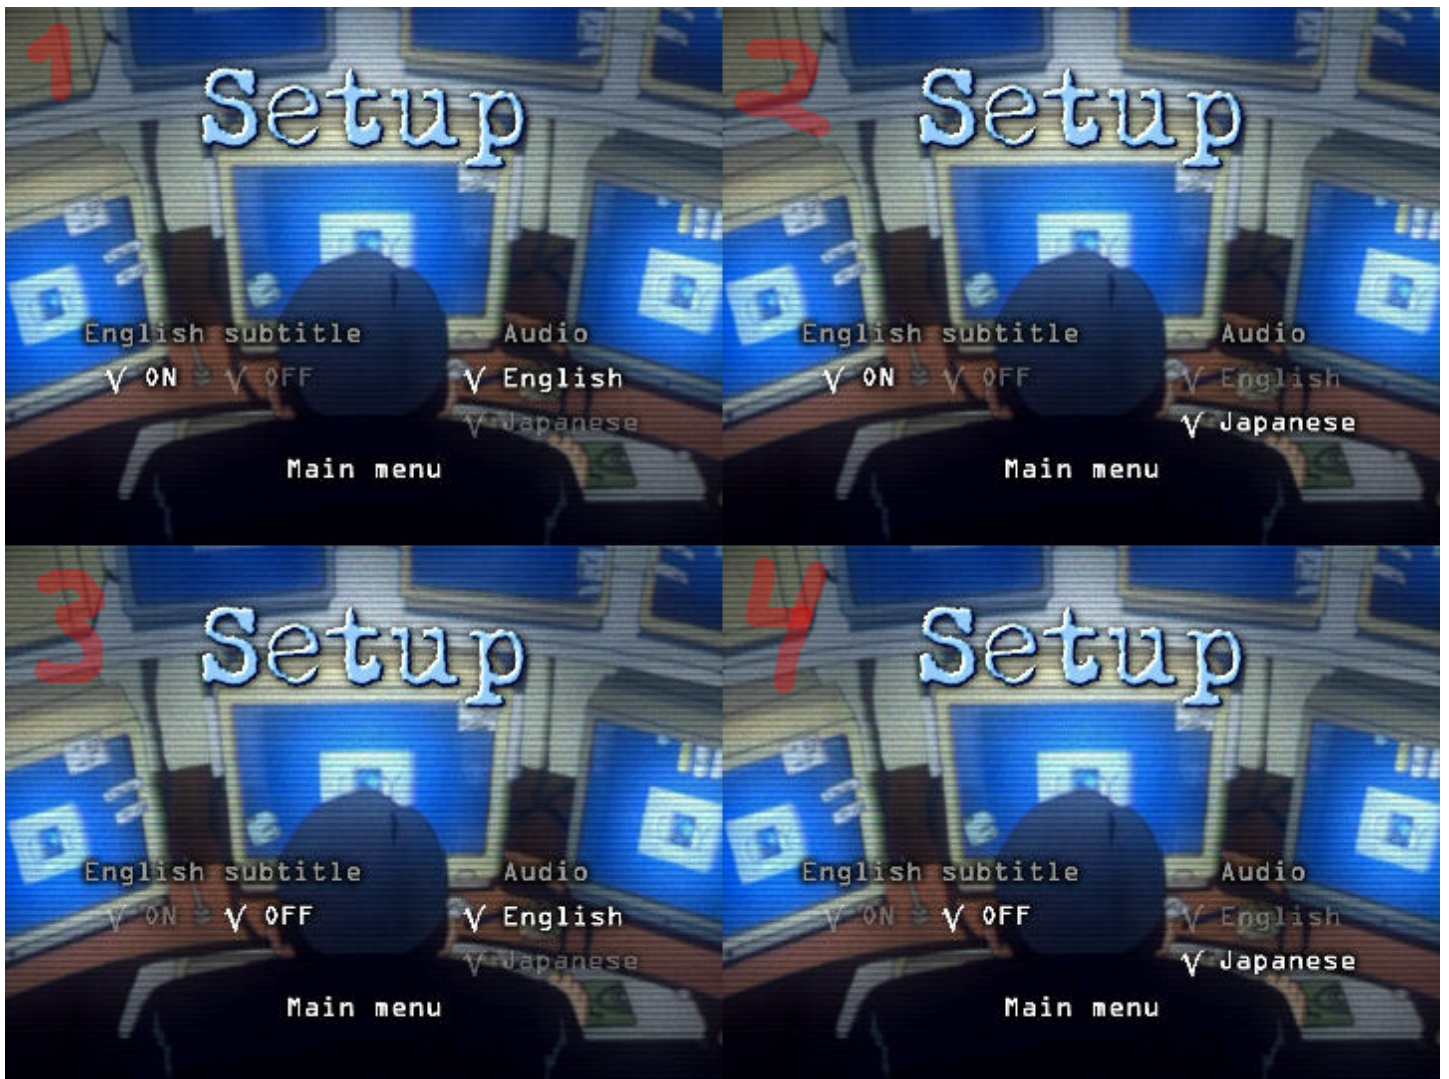 1
Setup
English subtitle Audio
√ ON √ OFF √ English
√ Japanese
Main menu
2
Setup
English subtitle Audio
√ ON √ OFF √ English
√ Japanese
Main menu
3
Setup
English subtitle Audio
√ ON √ OFF √ English
√ Japanese
Main menu
4
Setup
English subtitle Audio
√ ON √ OFF √ English
√ Japanese
Main menu